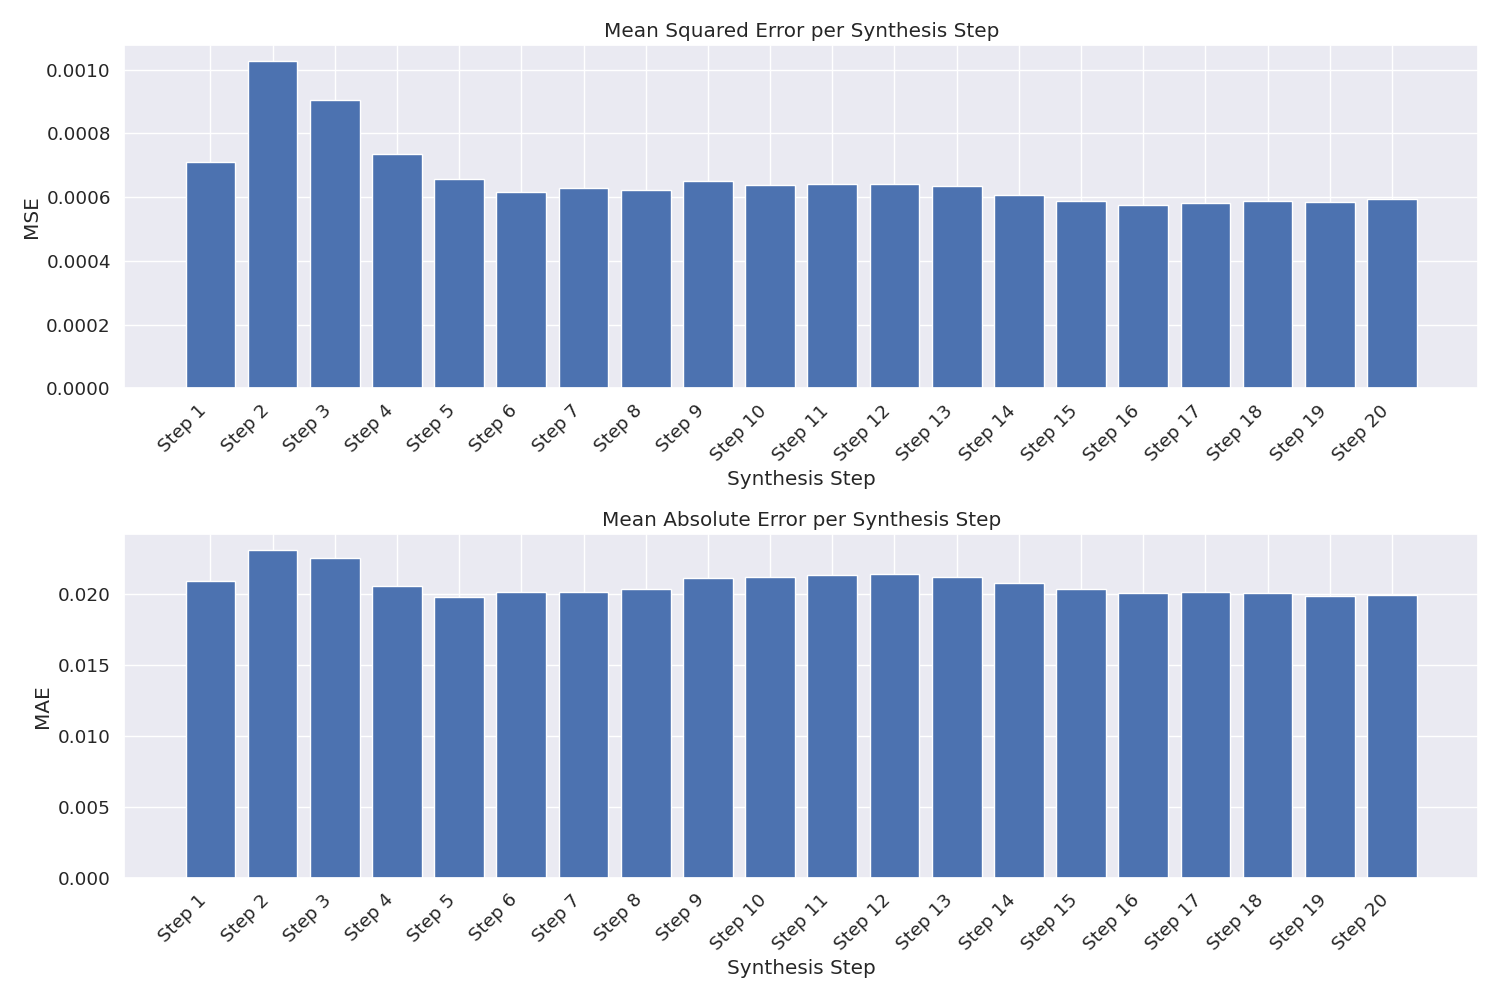 Mean Squared Error per Synthesis Step
MSE
0.0010
0.0008
0.0006
0.0004
0.0002
0.0000
Step 1
Step 2
Step 3
Step 4
Step 5
Step 6
Step 7
Step 8
Step 9
Step 10
Step 11
Step 12
Step 13
Step 14
Step 15
Step 16
Step 17
Step 18
Step 19
Step 20
Synthesis Step
Mean Absolute Error per Synthesis Step
MAE
0.020
0.015
0.010
0.005
0.000
Step 1
Step 2
Step 3
Step 4
Step 5
Step 6
Step 7
Step 8
Step 9
Step 10
Step 11
Step 12
Step 13
Step 14
Step 15
Step 16
Step 17
Step 18
Step 19
Step 20
Synthesis Step